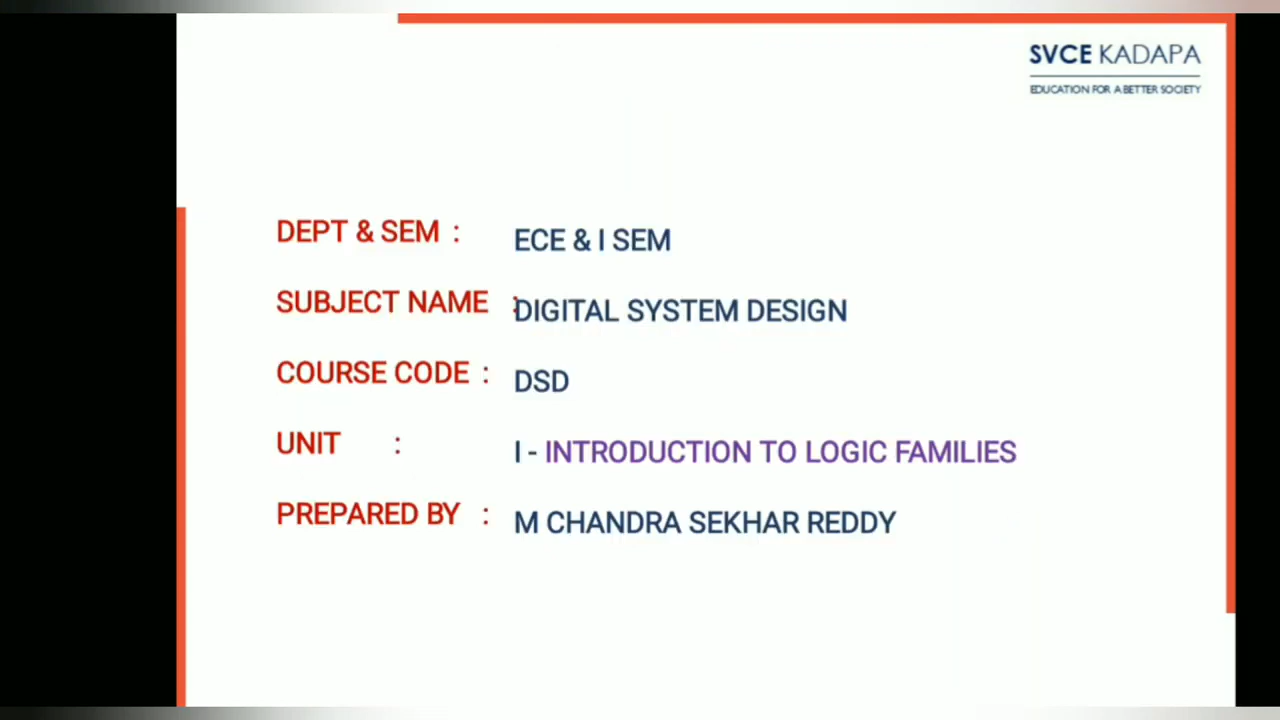 SVCE KADAPA
EDUCATION FOR A BETTER SOCIETY
DEPT & SEM : ECE & I SEM
SUBJECT NAME : DIGITAL SYSTEM DESIGN
COURSE CODE : DSD
UNIT : I - INTRODUCTION TO LOGIC FAMILIES
PREPARED BY : M CHANDRA SEKHAR REDDY